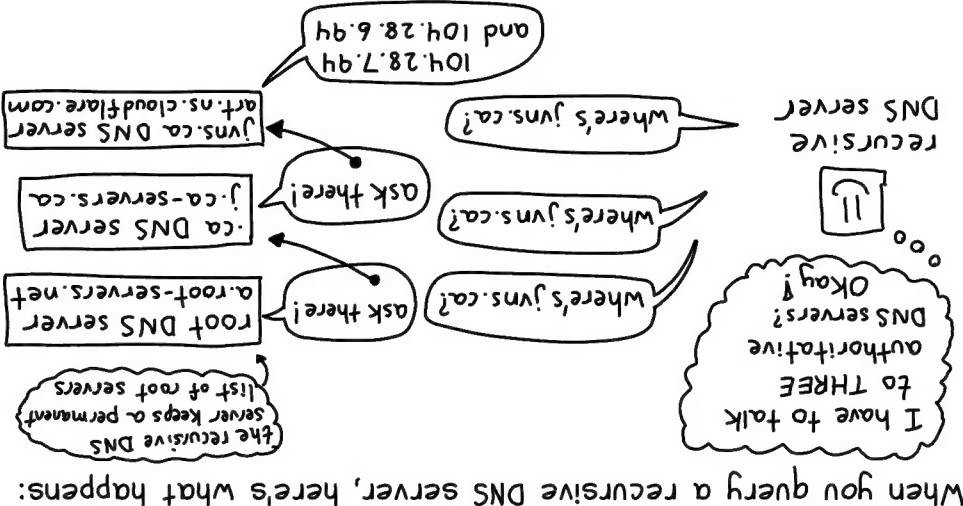 When you query a recursive DNS server, here's what happens:
I have to talk
to THREE
authoritative
DNS servers?
Okay!
recursive
DNS server
the recursive DNS
server keeps a permanent
list of root servers
where's jvns.ca?
ask there!
root DNS server
a.root-servers.net
where's jvns.ca?
ask there!
.ca DNS server
j.ca-servers.ca
where's jvns.ca?
104.28.7.94
and 104.28.6.94
jvns.ca DNS server
art.ns.cloudflare.com